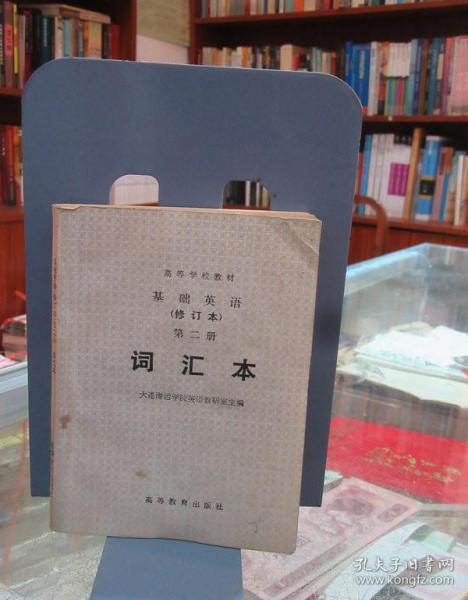 高等学校教材
基础英语
(修订本)
第二册
词汇本
大连海运学院英语教研室主编
高等教育出版社
孔夫子旧书网
www.kongfz.com